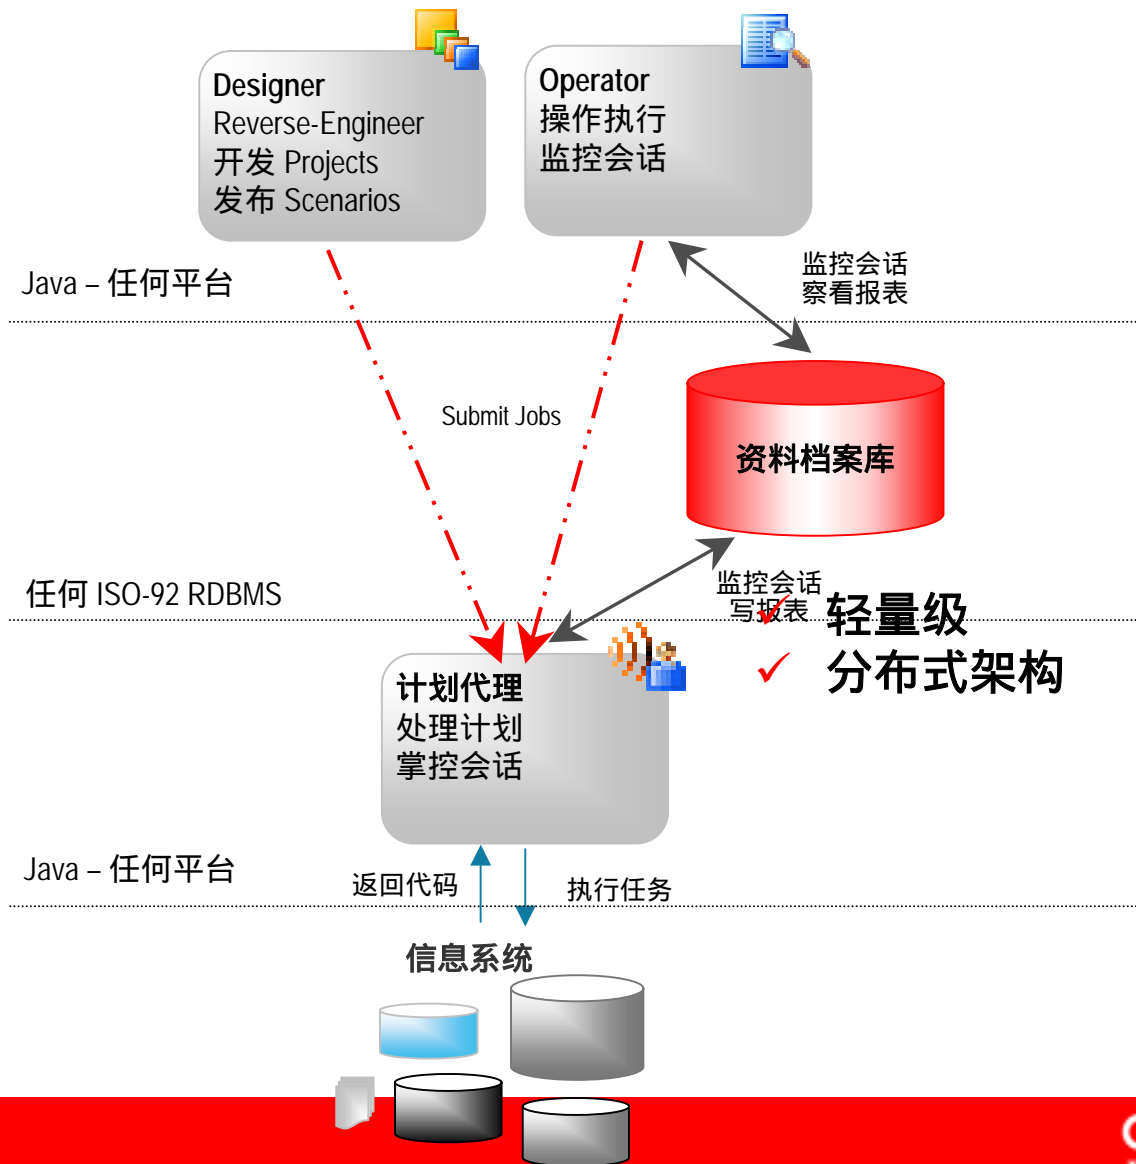 Designer
Reverse-Engineer
开发 Projects
发布 Scenarios
Operator
操作执行
监控会话
Java – 任何平台
监控会话
察看报表
Submit Jobs
资料档案库
任何 ISO-92 RDBMS
监控会话
写报表
轻量级
分布式架构
计划代理
处理计划
掌控会话
Java – 任何平台
返回代码
执行任务
信息系统